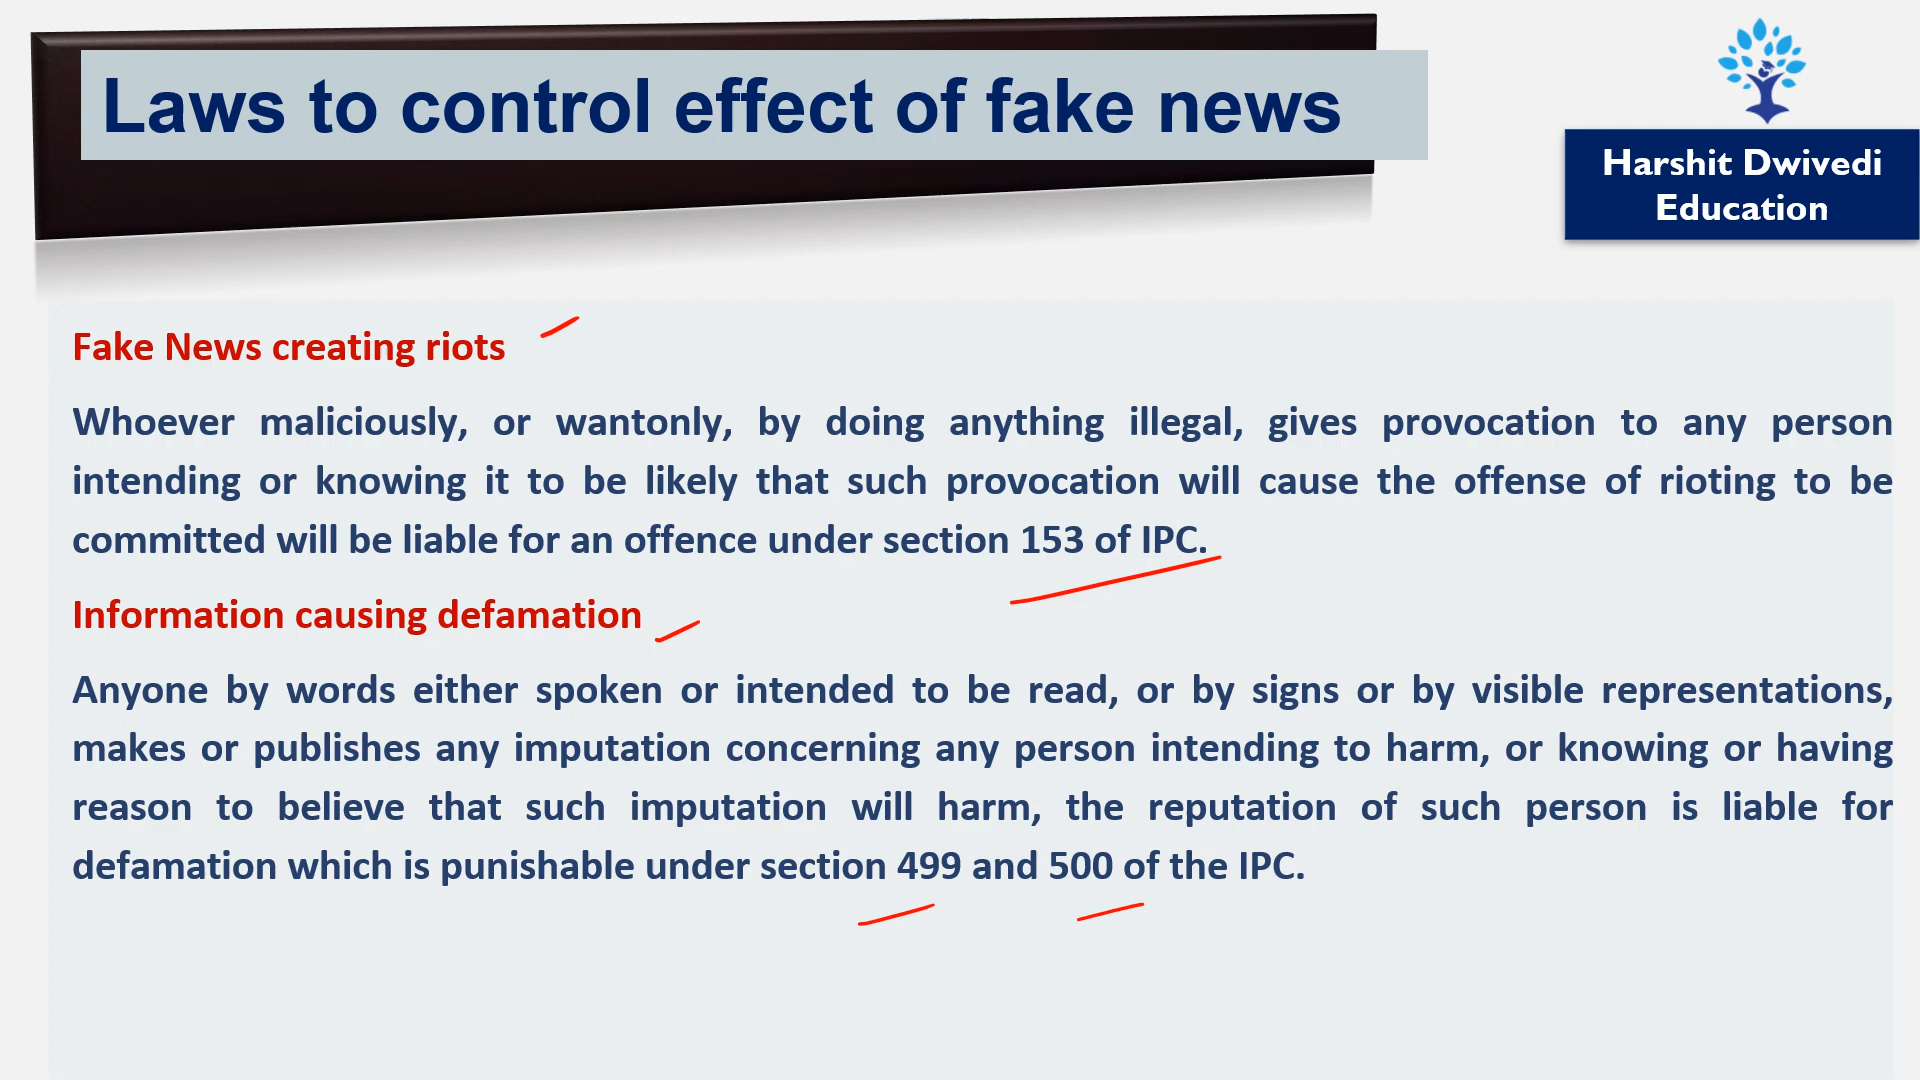 Laws to control effect of fake news
Harshit Dwivedi
Education
Fake News creating riots
Whoever maliciously, or wantonly, by doing anything illegal, gives provocation to any person
intending or knowing it to be likely that such provocation will cause the offense of rioting to be
committed will be liable for an offence under section 153 of IPC.
Information causing defamation
Anyone by words either spoken or intended to be read, or by signs or by visible representations,
makes or publishes any imputation concerning any person intending to harm, or knowing or having
reason to believe that such imputation will harm, the reputation of such person is liable for
defamation which is punishable under section 499 and 500 of the IPC.